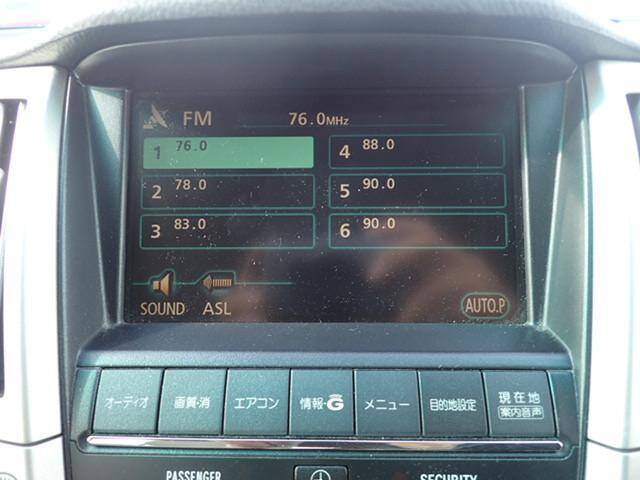 FM 76.0MHz
1 76.0
4 88.0
2 78.0
5 90.0
3 83.0
6 90.0
SOUND ASL AUTO.P
オーディオ 画質・消 エアコン 情報・G メニュー 目的地設定 現在地
案内音声
PASSENGER SECURITY